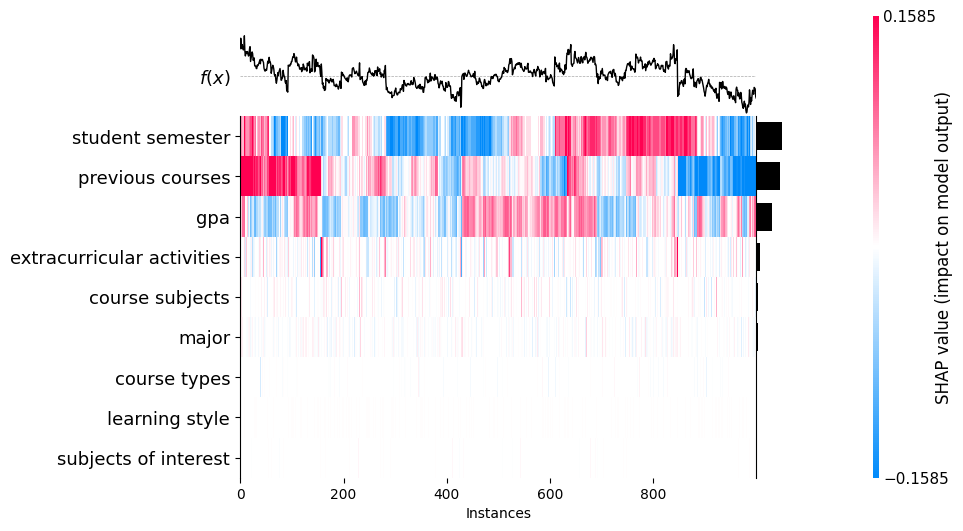 0.1585
f(x)
student semester
previous courses
gpa
extracurricular activities
course subjects
major
course types
learning style
subjects of interest
0 200 400 600 800
Instances
SHAP value (impact on model output)
−0.1585